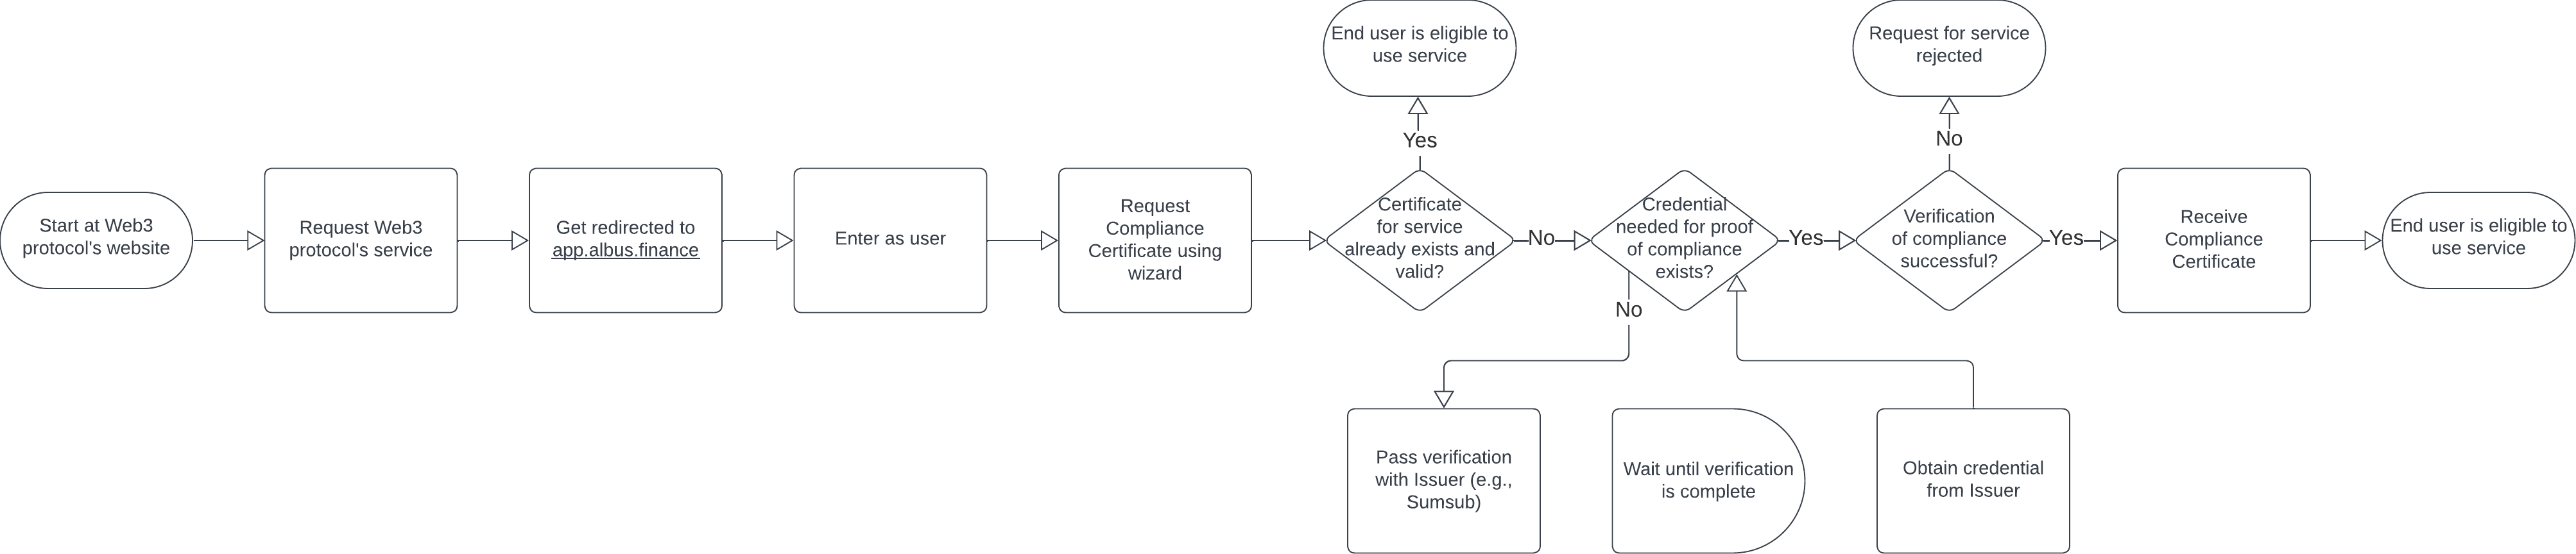 Start at Web3
protocol's website
Request Web3
protocol's service
Get redirected to
app.albus.finance
Enter as user
Request
Compliance
Certificate using
wizard
End user is eligible to
use service
Yes
Certificate
for service
already exists and
valid?
No
Credential
needed for proof
of compliance
exists?
No
Pass verification
with Issuer (e.g.,
Sumsub)
Wait until verification
is complete
Obtain credential
from Issuer
Yes
Request for service
rejected
No
Verification
of compliance
successful?
Yes
Receive
Compliance
Certificate
End user is eligible to
use service